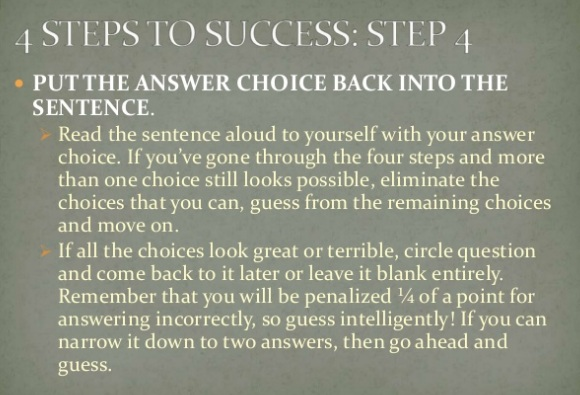 4 STEPS TO SUCCESS: STEP 4
• PUT THE ANSWER CHOICE BACK INTO THE
SENTENCE.
➢ Read the sentence aloud to yourself with your answer
choice. If you've gone through the four steps and more
than one choice still looks possible, eliminate the
choices that you can, guess from the remaining choices
and move on.
➢ If all the choices look great or terrible, circle question
and come back to it later or leave it blank entirely.
Remember that you will be penalized ¼ of a point for
answering incorrectly, so guess intelligently! If you can
narrow it down to two answers, then go ahead and
guess.